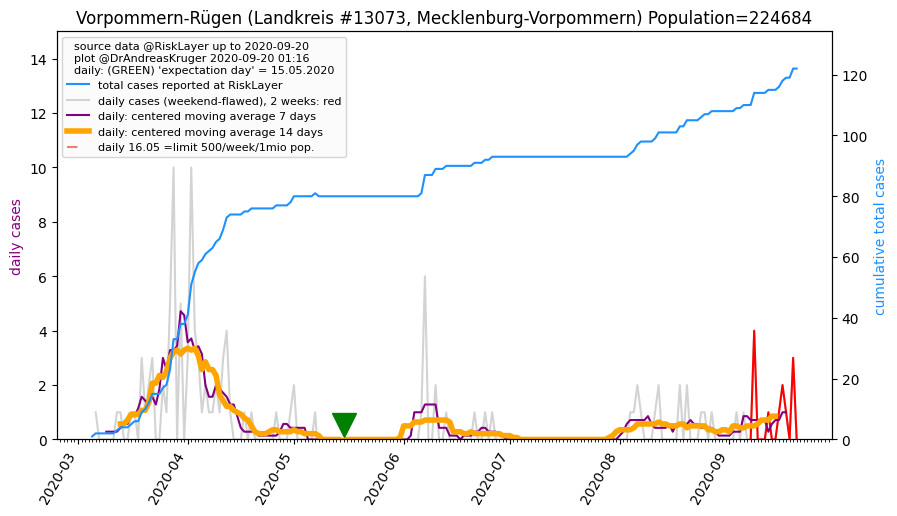 Vorpommern-Rügen (Landkreis #13073, Mecklenburg-Vorpommern) Population=224684
source data @RiskLayer up to 2020-09-20
plot @DrAndreasKruger 2020-09-20 01:16
daily: (GREEN) 'expectation day' = 15.05.2020
total cases reported at RiskLayer
daily cases (weekend-flawed), 2 weeks: red
daily: centered moving average 7 days
daily: centered moving average 14 days
daily 16.05 =limit 500/week/1mio pop.
daily cases
14
12
10
8
6
4
2
0
cumulative total cases
120
100
80
60
40
20
0
2020-03
2020-04
2020-05
2020-06
2020-07
2020-08
2020-09